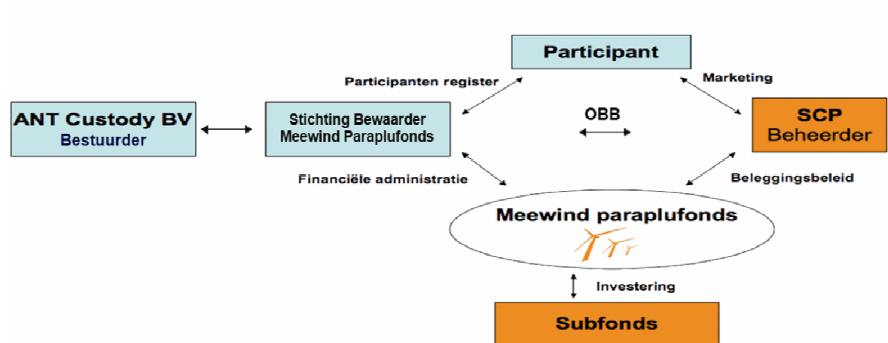 Participant
Participanten register
Marketing
ANT Custody BV
Bestuurder
Stichting Bewaarder
Meewind Paraplufonds
OBB
SCP
Beheerder
Financiële administratie
Beleggingsbeleid
Meewind paraplufonds
Investering
Subfonds